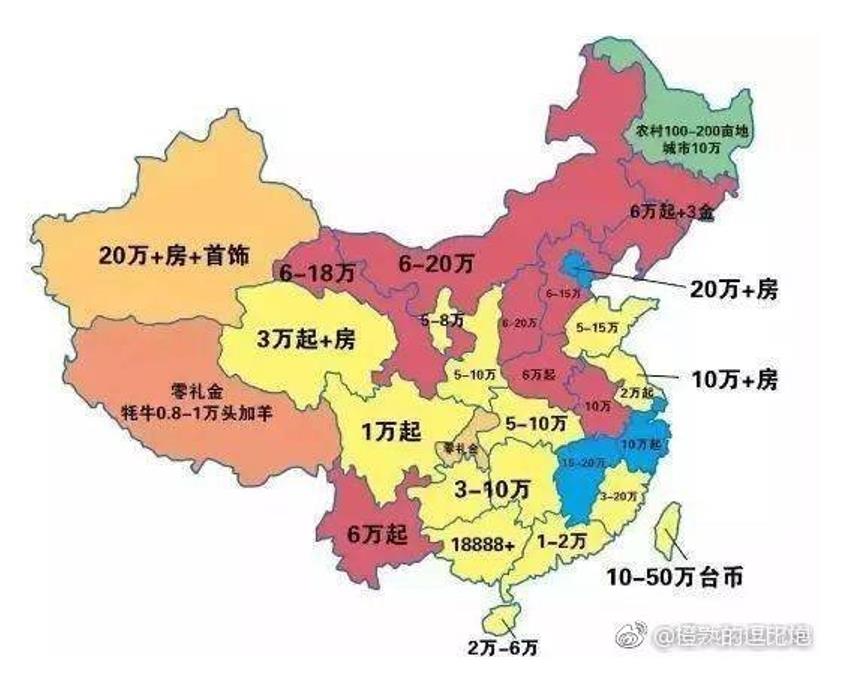 农村100-200亩地
城市10万
6万起+3金
20万+房+首饰
6-18万
6-20万
20万+房
6-15万
5-8万
6-20万
5-15万
3万起+房
5-10万
6万起
10万+房
2万起
零礼金
牦牛0.8-1万头加羊
10万
1万起
5-10万
10万起
零礼金
15-20万
3-10万
3-20万
6万起
18888+
1-2万
10-50万台币
2万-6万